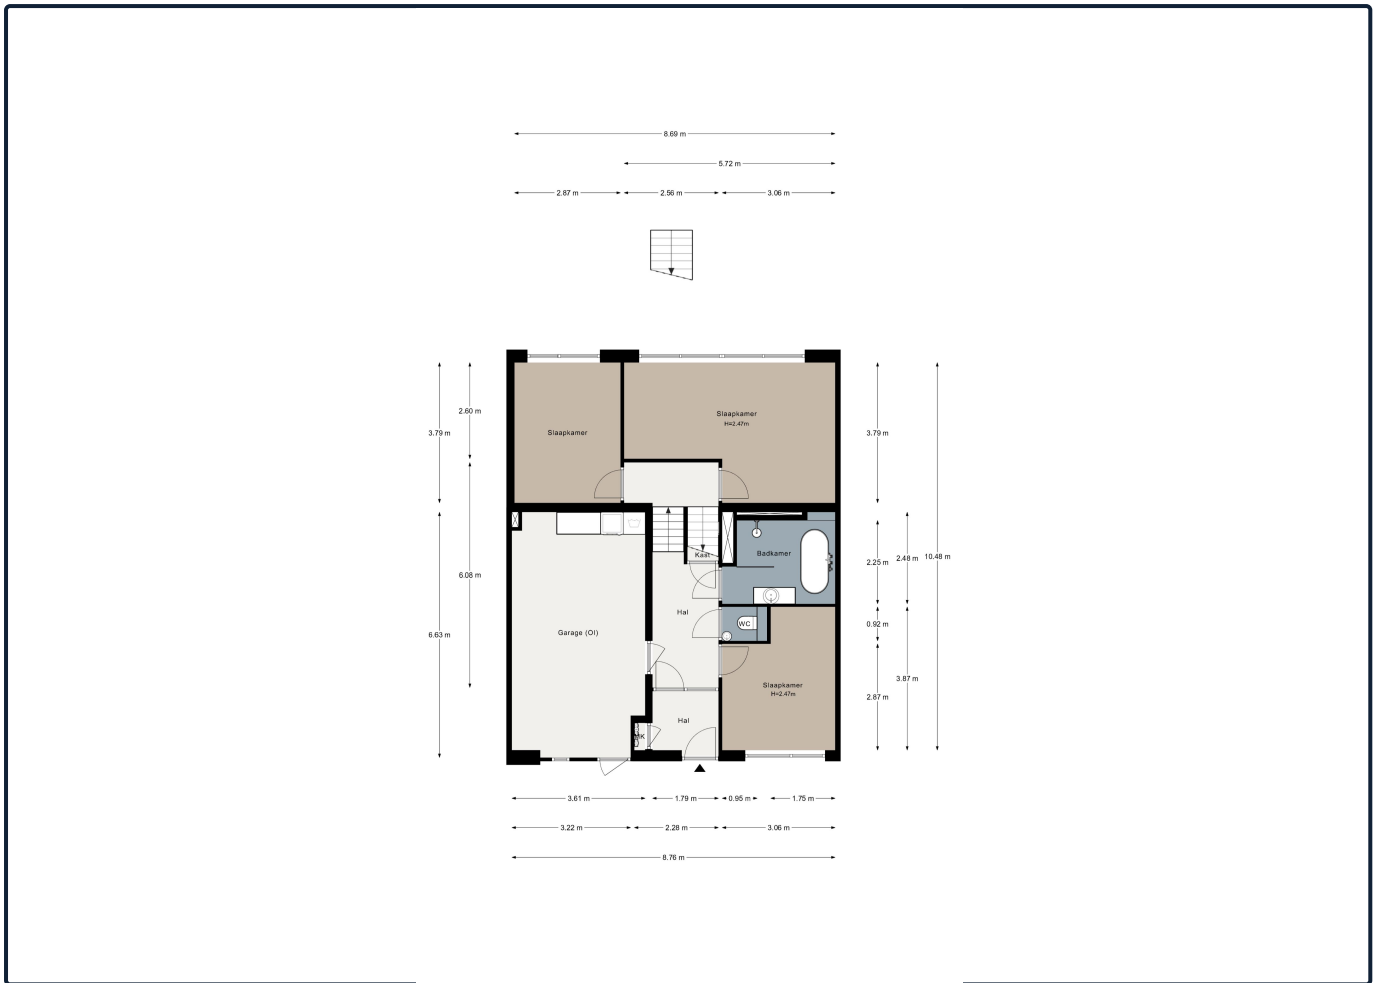 8.69 m
5.72 m
2.87 m
2.56 m
3.06 m
2.60 m
3.79 m
6.08 m
6.63 m
Slaapkamer
Slaapkamer
H=2.47m
3.79 m
Kast
Badkamer
2.25 m
2.48 m
10.48 m
Hal
WC
0.92 m
Garage (OI)
Slaapkamer
H=2.47m
3.87 m
2.87 m
Hal
MK
3.61 m
1.79 m
0.95 m
1.75 m
3.22 m
2.28 m
3.06 m
8.76 m